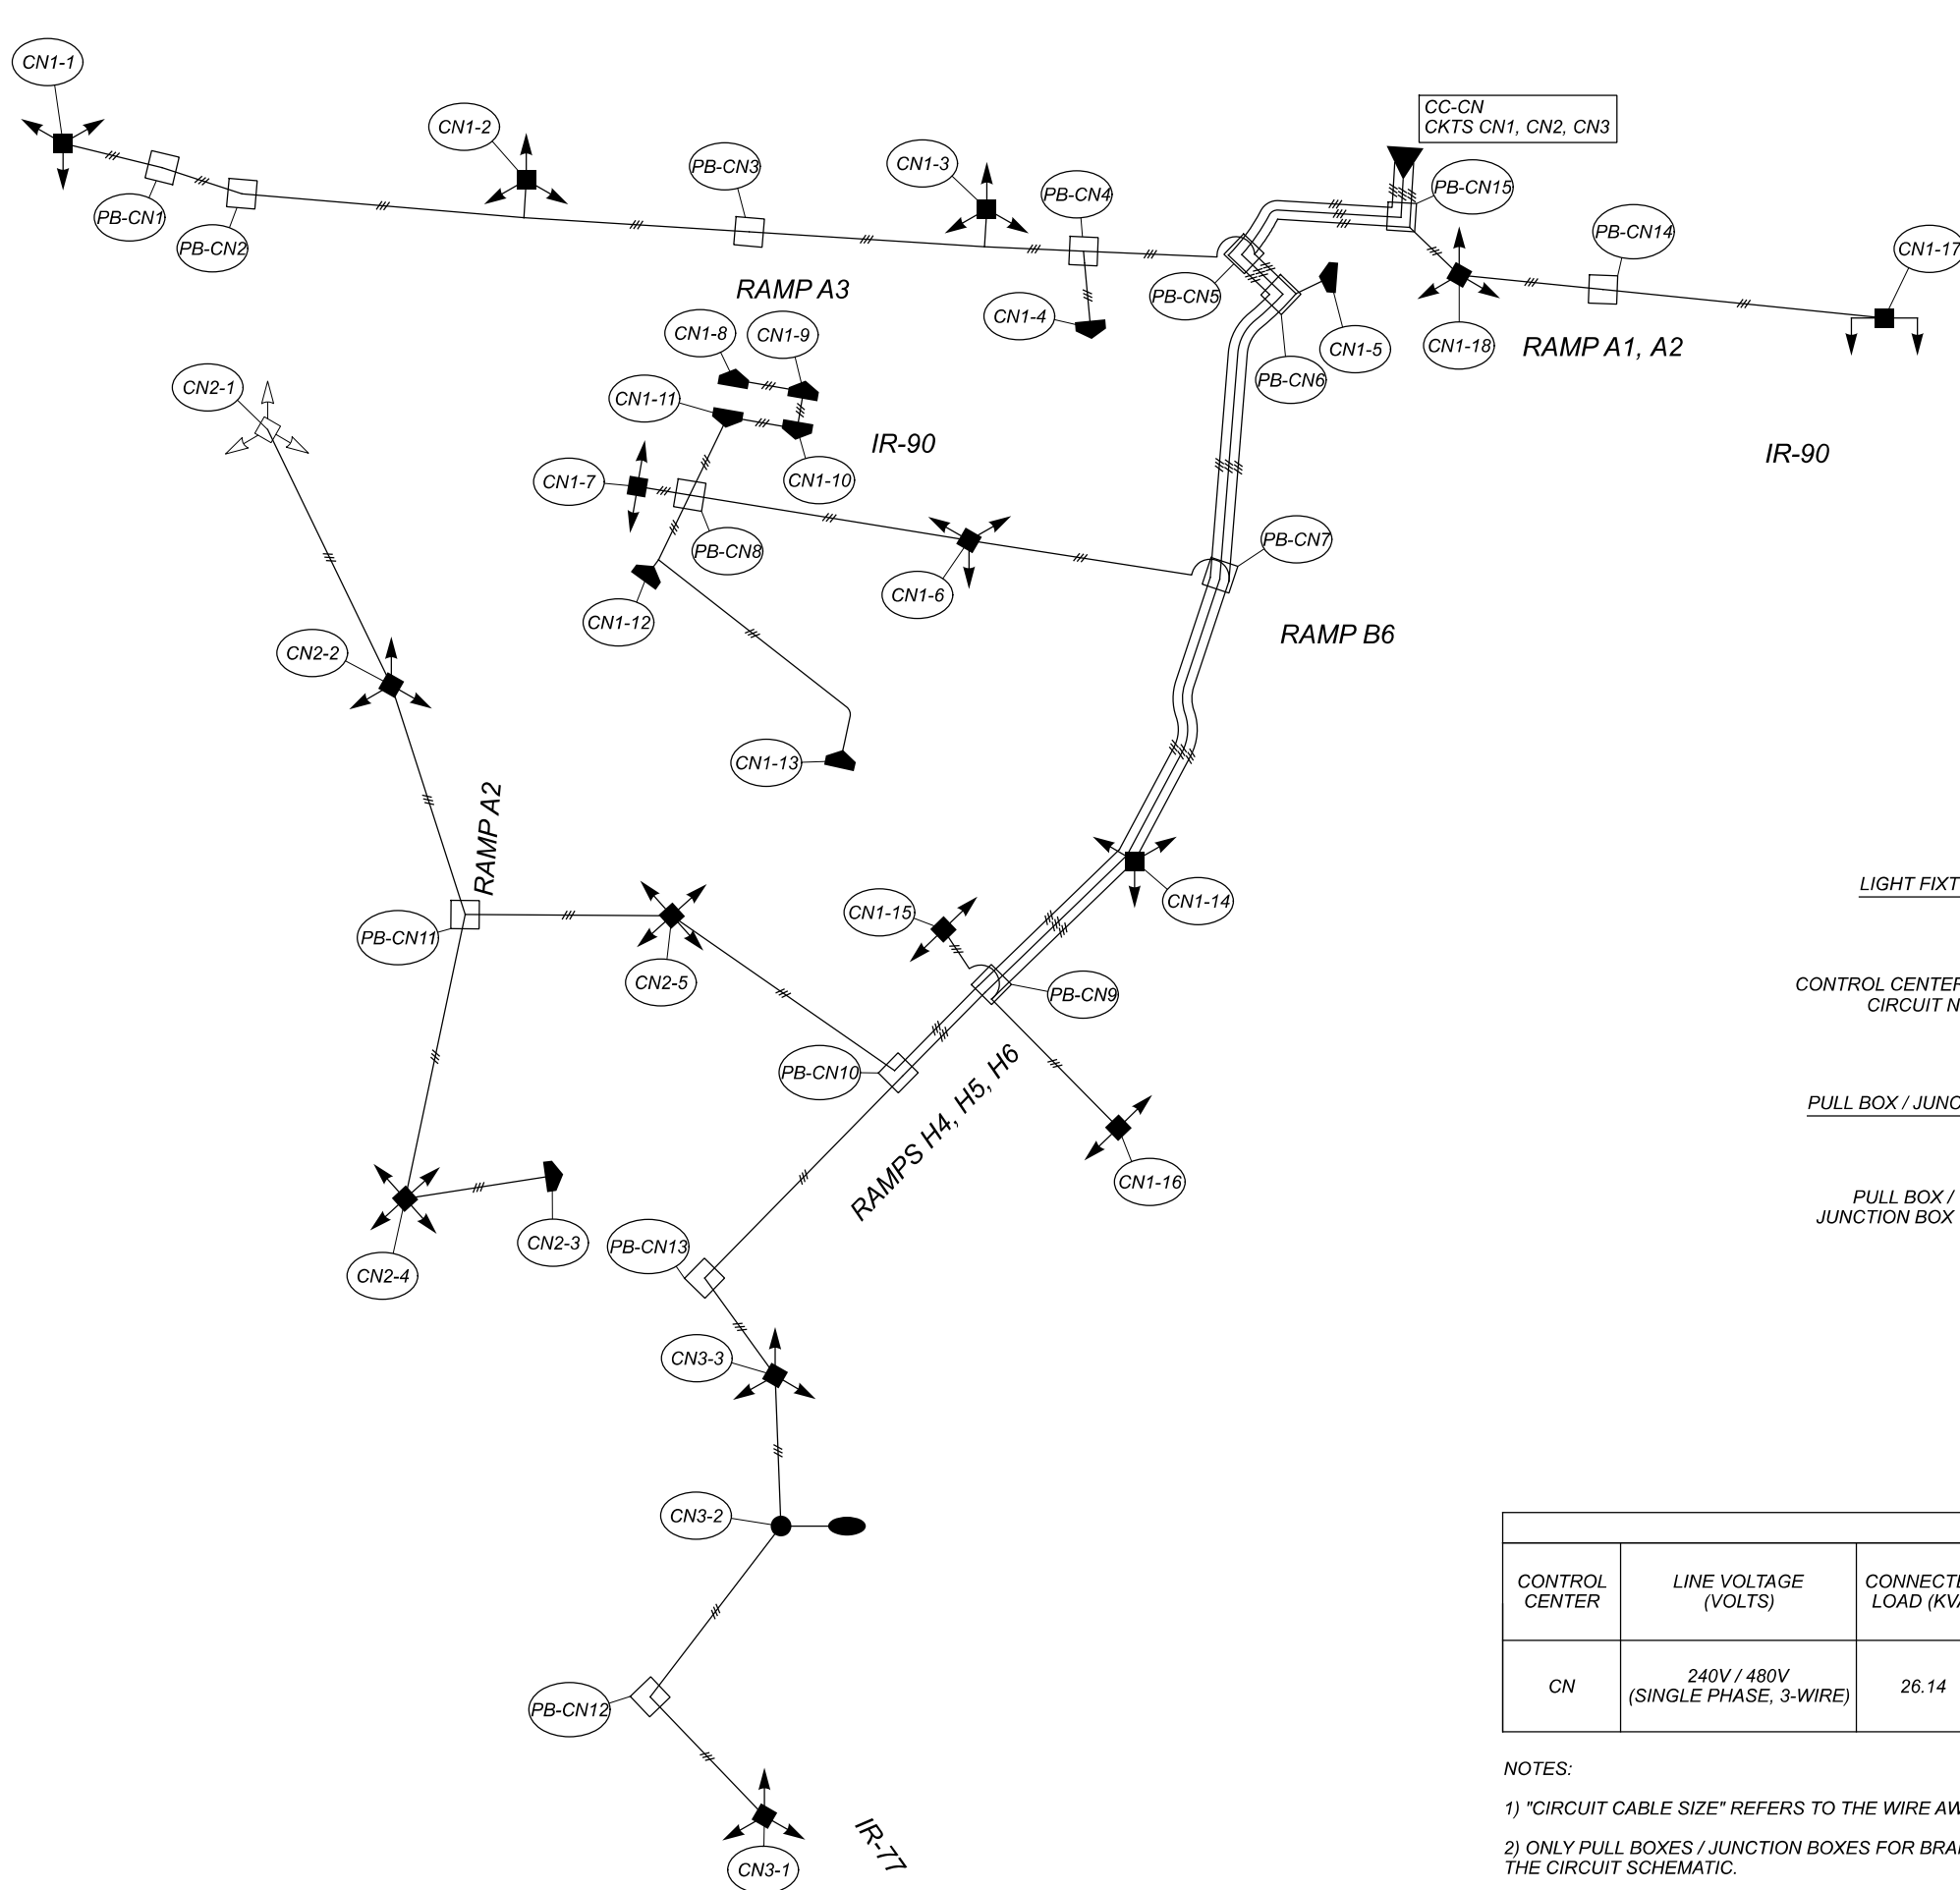 CN1-1
CN1-2
CC-CN
CKTS CN1, CN2, CN3
PB-CN3
CN1-3
PB-CN4
PB-CN15
PB-CN1
PB-CN2
PB-CN14
CN1-17
RAMP A3
PB-CN5
CN1-4
CN1-8
CN1-9
CN1-5
CN1-18
RAMP A1, A2
PB-CN6
CN2-1
CN1-11
IR-90
IR-90
CN1-7
CN1-10
PB-CN8
PB-CN7
CN1-6
CN1-12
RAMP B6
CN2-2
CN1-13
RAMP A2
LIGHT FIXT
CN1-15
CN1-14
PB-CN11
CN2-5
PB-CN9
CONTROL CENTER
CIRCUIT N
PB-CN10
RAMPS H4, H5, H6
PULL BOX / JUNC
CN1-16
PULL BOX /
JUNCTION BOX
CN2-3
PB-CN13
CN2-4
CN3-3
CN3-2
CONTROL
CENTER
LINE VOLTAGE
(VOLTS)
CONNECTE
LOAD (KVA
CN
240V / 480V
(SINGLE PHASE, 3-WIRE)
26.14
PB-CN12
NOTES:
1) "CIRCUIT CABLE SIZE" REFERS TO THE WIRE AW
IR-77
2) ONLY PULL BOXES / JUNCTION BOXES FOR BRA
THE CIRCUIT SCHEMATIC.
CN3-1